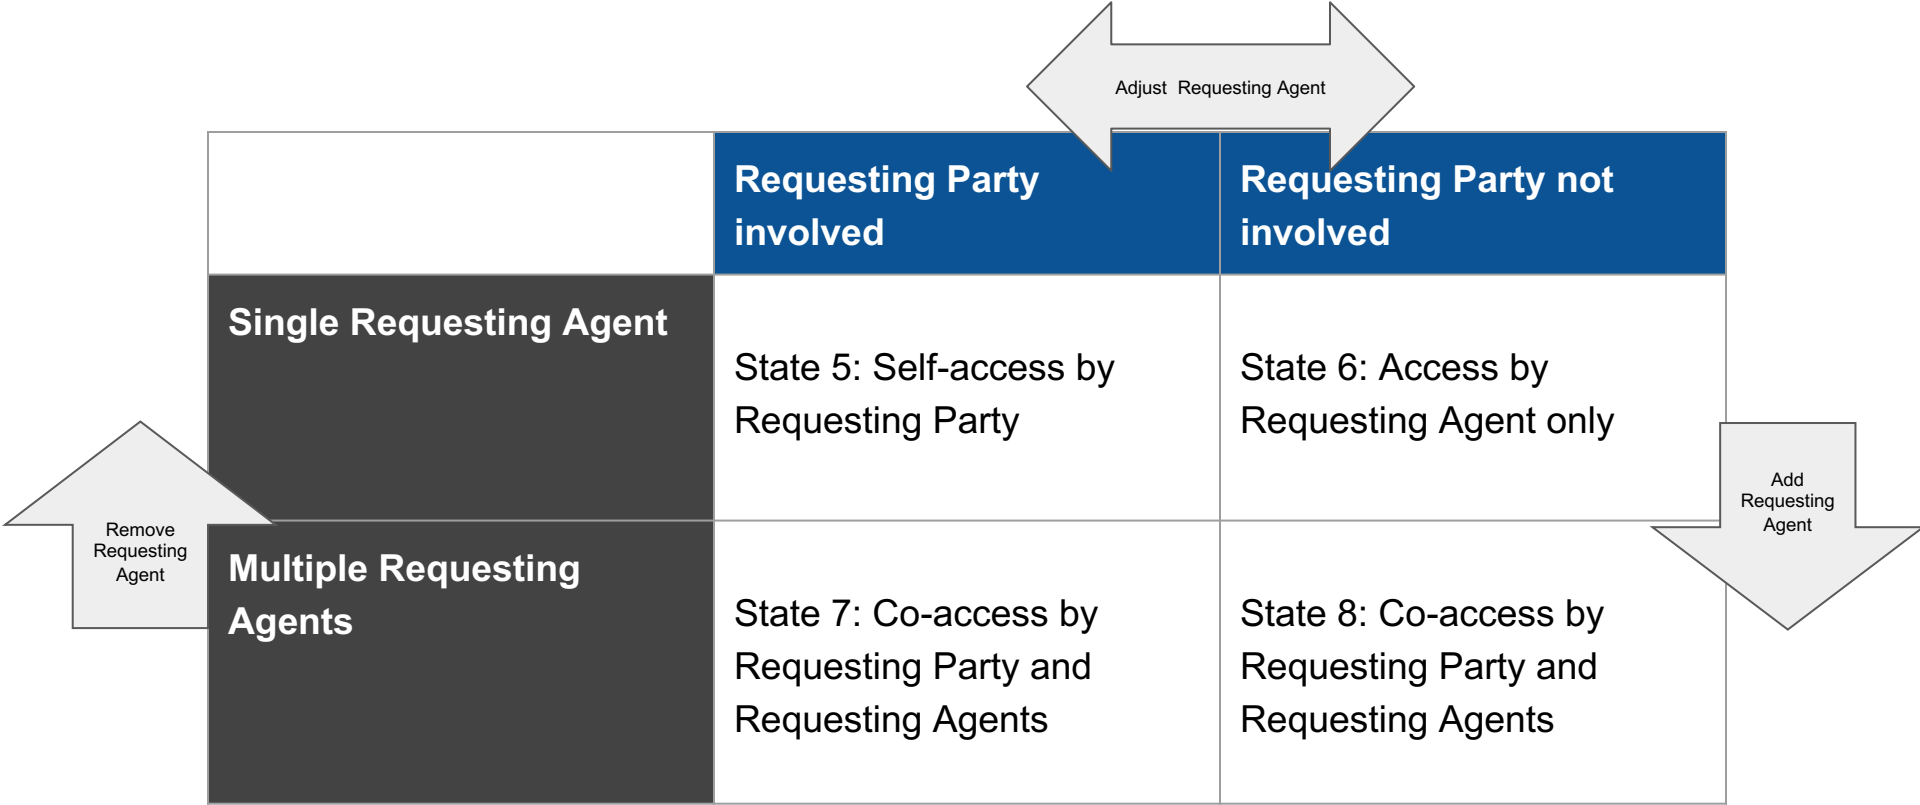 Adjust Requesting Agent
Requesting Party
involved
Requesting Party not
involved
Single Requesting Agent
State 5: Self-access by
Requesting Party
State 6: Access by
Requesting Agent only
Remove
Requesting
Agent
Add
Requesting
Agent
Multiple Requesting
Agents
State 7: Co-access by
Requesting Party and
Requesting Agents
State 8: Co-access by
Requesting Party and
Requesting Agents